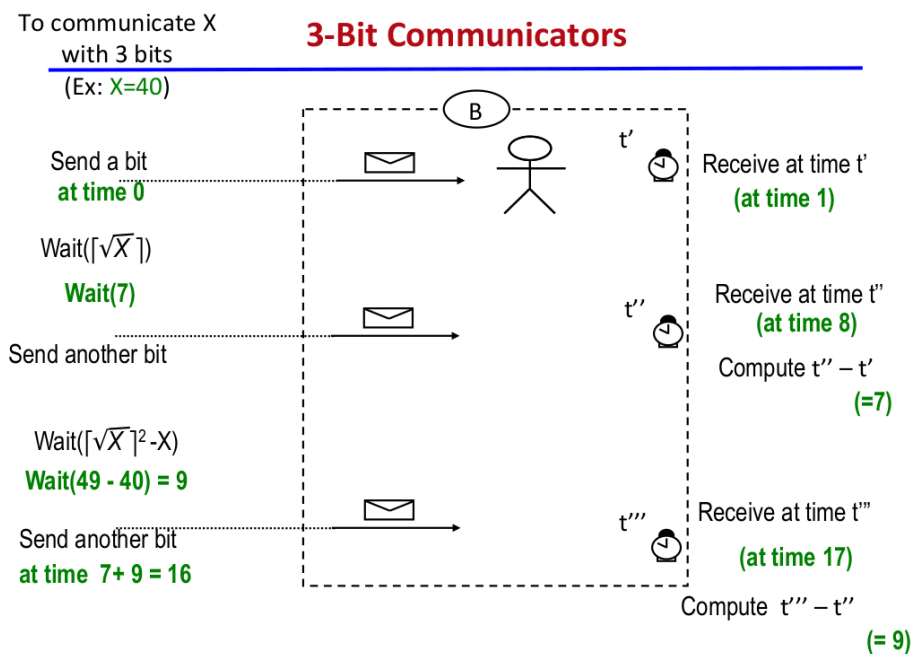 To communicate X
with 3 bits
(Ex: X=40)
3-Bit Communicators
B
Send a bit
at time 0
t'
Receive at time t'
(at time 1)
Wait(⌈√X⌉)
Wait(7)
Send another bit
t''
Receive at time t''
(at time 8)
Compute t'' – t'
(=7)
Wait(⌈√X⌉²-X)
Wait(49 - 40) = 9
Send another bit
at time 7+ 9 = 16
t'''
Receive at time t'''
(at time 17)
Compute t''' – t''
(= 9)